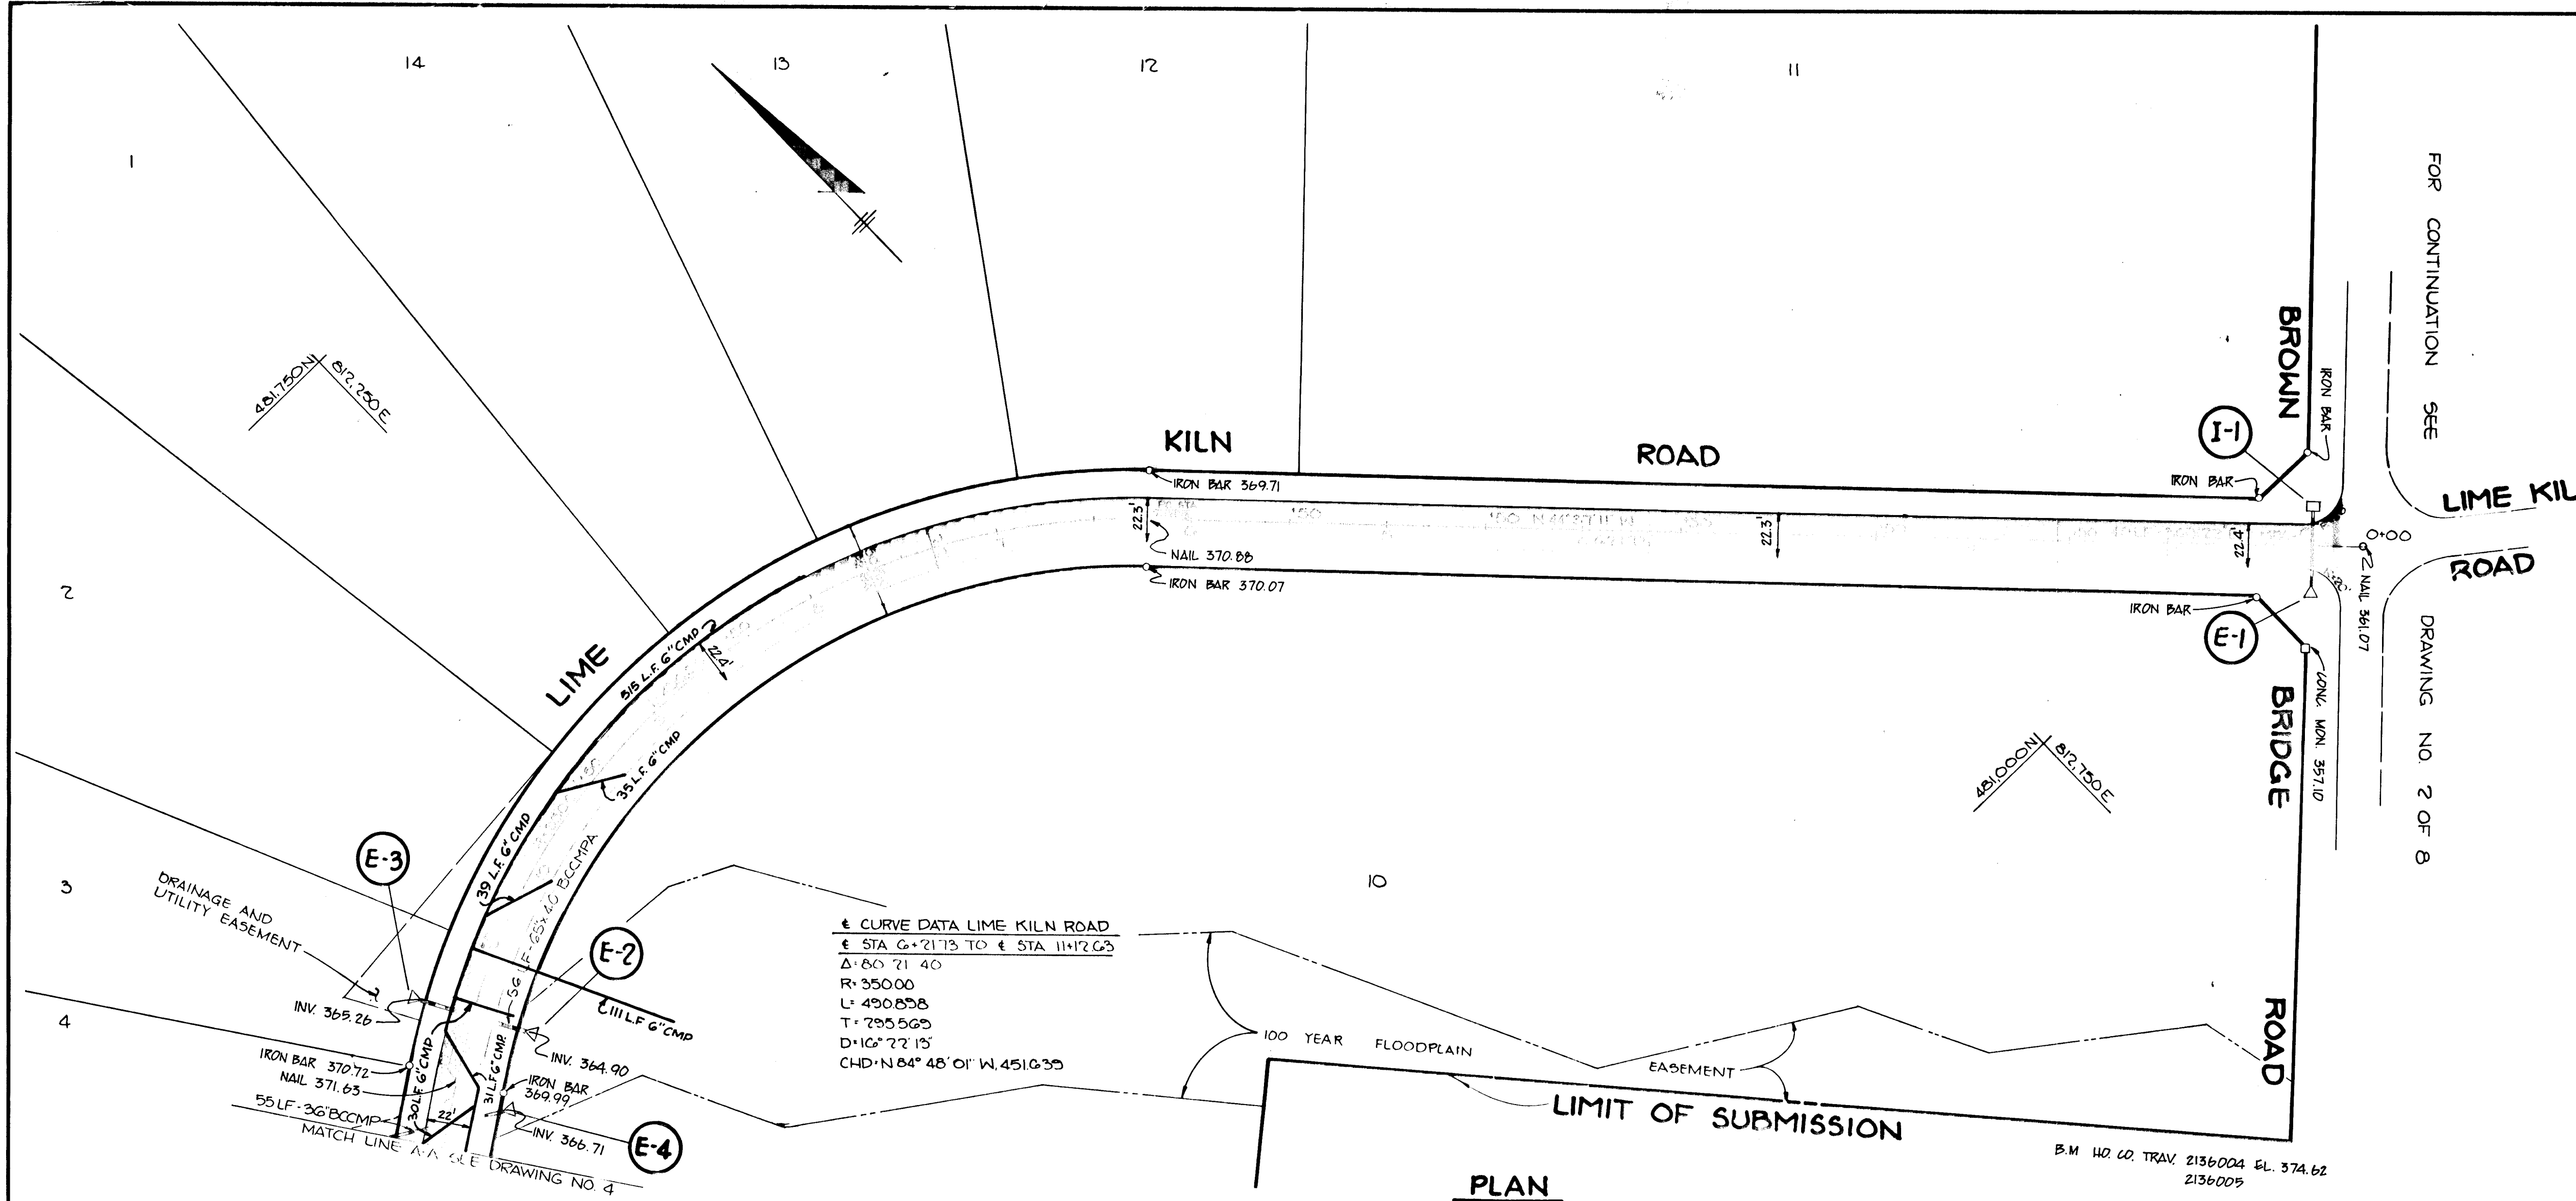 14
13
12
11
1
2
3
4
10
FOR CONTINUATION SEE
DRAWING NO. 2 OF 8
481,750N
812,250E
481,000N
812,750E
BROWN
BRIDGE
ROAD
IRON BAR
I-1
IRON BAR
LIME KIL
ROAD
0+00
NAIL 361.07
LIME
KILN
ROAD
IRON BAR 369.71
22.3'
NAIL 370.88
IRON BAR 370.07
22.3'
22.4'
IRON BAR
E-1
CONC. MON. 357.10
515 L.F. 6" CMP
22.4'
35 L.F. 6" CMP
39 L.F. 6" CMP
E-3
DRAINAGE AND
UTILITY EASEMENT
E-2
111 L.F. 6" CMP
INV. 365.26
INV. 364.90
IRON BAR 370.72
NAIL 371.63
IRON BAR
369.99
30 L.F. 6" CMP
31 L.F. 6" CMP
22'
55 LF-36" BCCMP
INV. 366.71
E-4
MATCH LINE A-A SEE DRAWING NO. 4
℄ CURVE DATA LIME KILN ROAD
℄ STA 6+21.73 TO ℄ STA 11+12.63
Δ=80 21 40
R=350.00
L=490.898
T=295.569
D=16° 22' 13"
CHD=N 84° 48' 01" W, 451.639
100 YEAR FLOODPLAIN
EASEMENT
LIMIT OF SUBMISSION
B.M HO. CO. TRAV. 2136004 EL. 374.62
2136005
PLAN